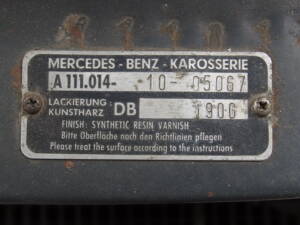 MERCEDES - BENZ - KAROSSERIE
A 111.014- 10- 05067
LACKIERUNG :
KUNSTHARZ DB 190G
FINISH: SYNTHETIC RESIN VARNISH
Bitte Oberfläche nach den Richtlinien pflegen
Please treat the surface according to the instructions